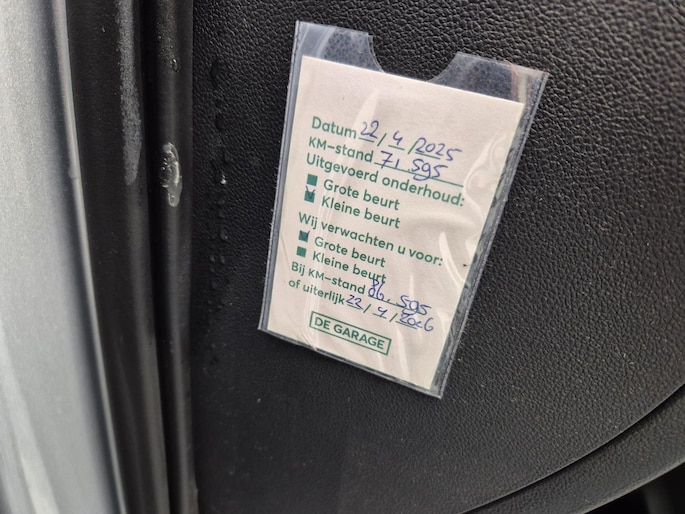 Datum 22/4/2025
KM-stand 71.595
Uitgevoerd onderhoud:
Grote beurt
Kleine beurt
Wij verwachten u voor:
Grote beurt
Kleine beurt
Bij KM-stand 86.595
of uiterlijk 22/4/2026
DE GARAGE